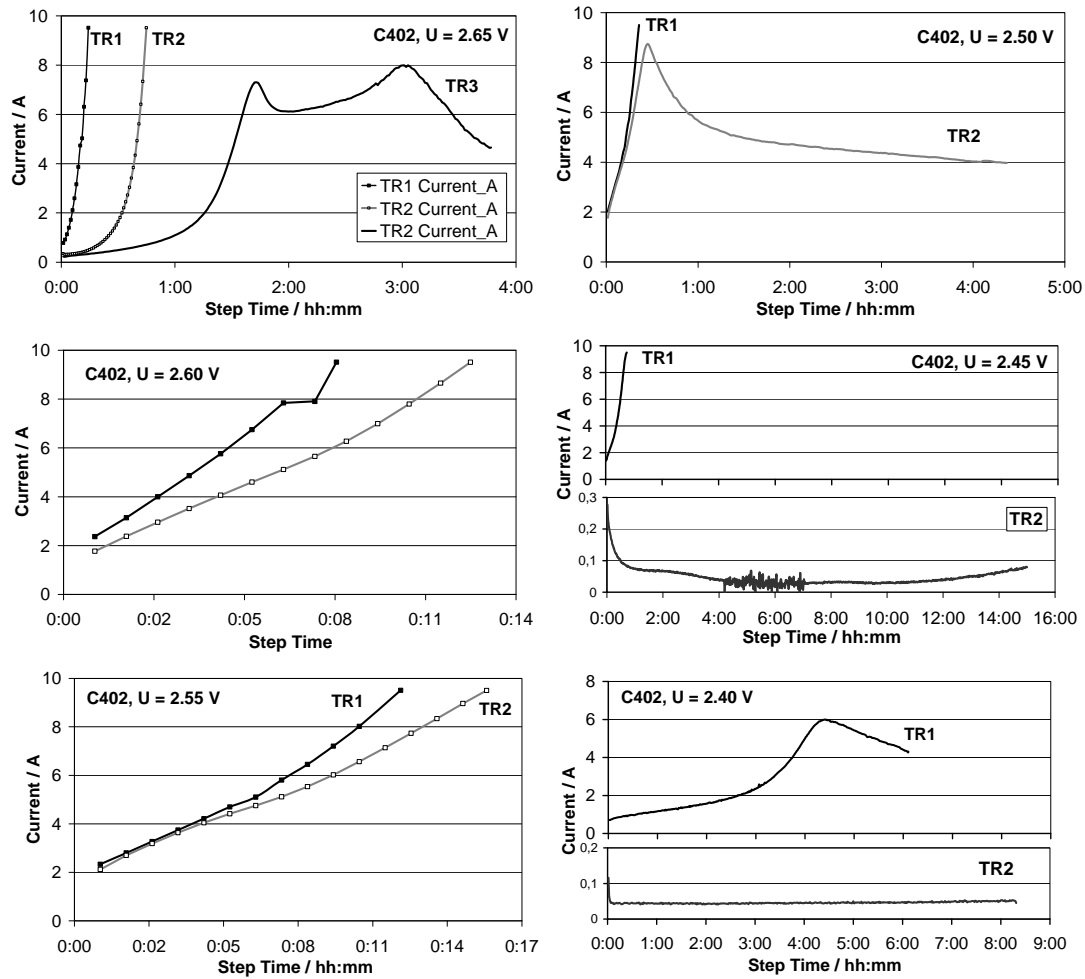 C402, U = 2.65 V
TR1
TR2
TR3
TR1 Current_A
TR2 Current_A
TR2 Current_A
Current / A
10
8
6
4
2
0
0:00 1:00 2:00 3:00 4:00
Step Time / hh:mm
C402, U = 2.50 V
TR1
TR2
Current / A
10
8
6
4
2
0
0:00 1:00 2:00 3:00 4:00 5:00
Step Time / hh:mm
C402, U = 2.60 V
Current / A
10
8
6
4
2
0
0:00 0:02 0:05 0:08 0:11 0:14
Step Time
C402, U = 2.45 V
TR1
Current / A
10
8
6
4
2
0
TR2
0,3
0,2
0,1
0
0:00 2:00 4:00 6:00 8:00 10:00 12:00 14:00 16:00
Step Time / hh:mm
C402, U = 2.55 V
TR1
TR2
Current / A
10
8
6
4
2
0
0:00 0:02 0:05 0:08 0:11 0:14 0:17
Step Time / hh:mm
C402, U = 2.40 V
TR1
Current / A
8
6
4
2
0
TR2
0,2
0,1
0
0:00 1:00 2:00 3:00 4:00 5:00 6:00 7:00 8:00 9:00
Step Time / hh:mm